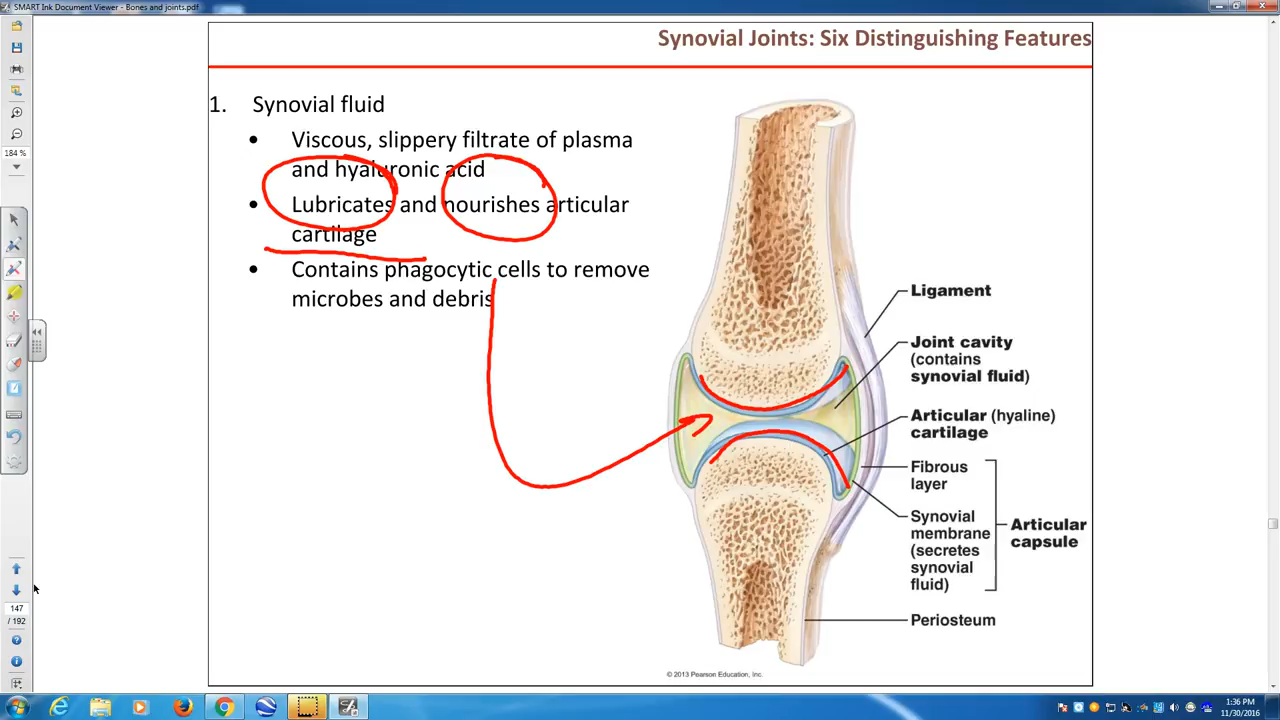 SMART Ink Document Viewer - Bones and joints.pdf
Synovial Joints: Six Distinguishing Features
1. Synovial fluid
• Viscous, slippery filtrate of plasma
and hyaluronic acid
• Lubricates and nourishes articular
cartilage
• Contains phagocytic cells to remove
microbes and debris
Ligament
Joint cavity
(contains
synovial fluid)
Articular (hyaline)
cartilage
Fibrous
layer
Synovial
membrane
(secretes
synovial
fluid)
Articular
capsule
Periosteum
© 2013 Pearson Education, Inc.
184 %
147
/ 192
1:36 PM
11/30/2016